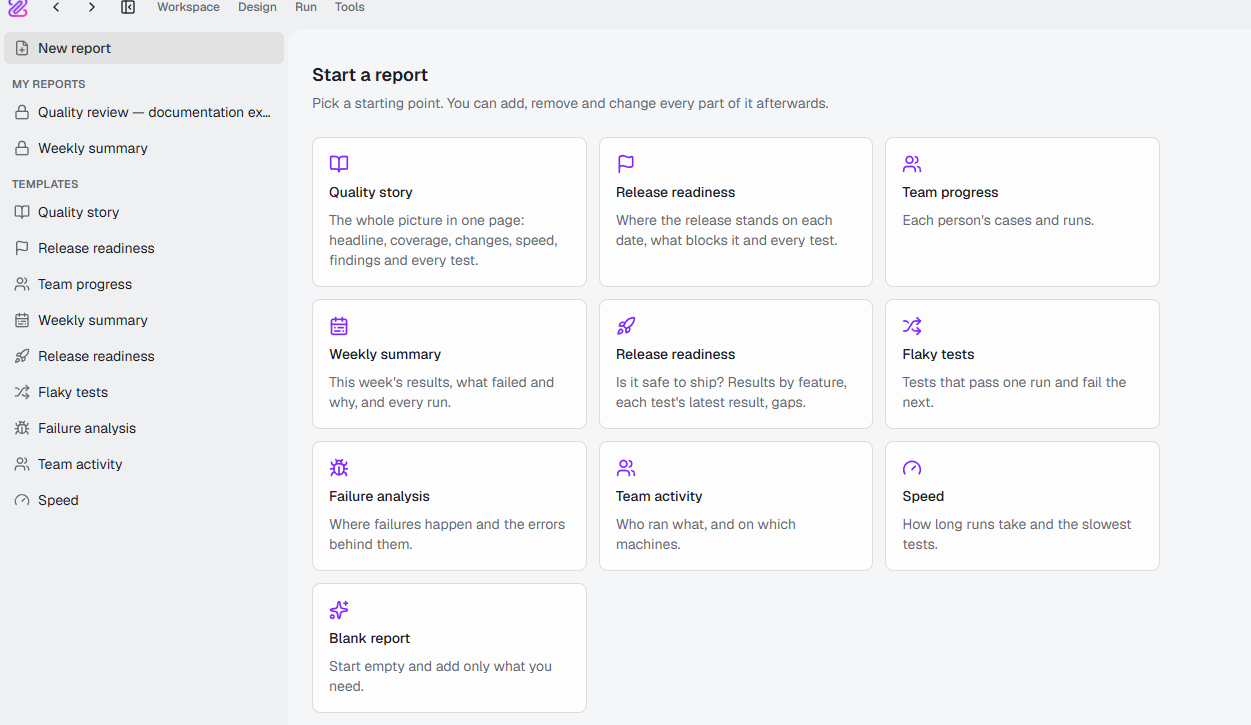 Workspace Design Run Tools
New report
MY REPORTS
Quality review — documentation ex...
Weekly summary
TEMPLATES
Quality story
Release readiness
Team progress
Weekly summary
Release readiness
Flaky tests
Failure analysis
Team activity
Speed
Start a report
Pick a starting point. You can add, remove and change every part of it afterwards.
Quality story
The whole picture in one page:
headline, coverage, changes, speed,
findings and every test.
Release readiness
Where the release stands on each
date, what blocks it and every test.
Team progress
Each person's cases and runs.
Weekly summary
This week's results, what failed and
why, and every run.
Release readiness
Is it safe to ship? Results by feature,
each test's latest result, gaps.
Flaky tests
Tests that pass one run and fail the
next.
Failure analysis
Where failures happen and the errors
behind them.
Team activity
Who ran what, and on which
machines.
Speed
How long runs take and the slowest
tests.
Blank report
Start empty and add only what you
need.